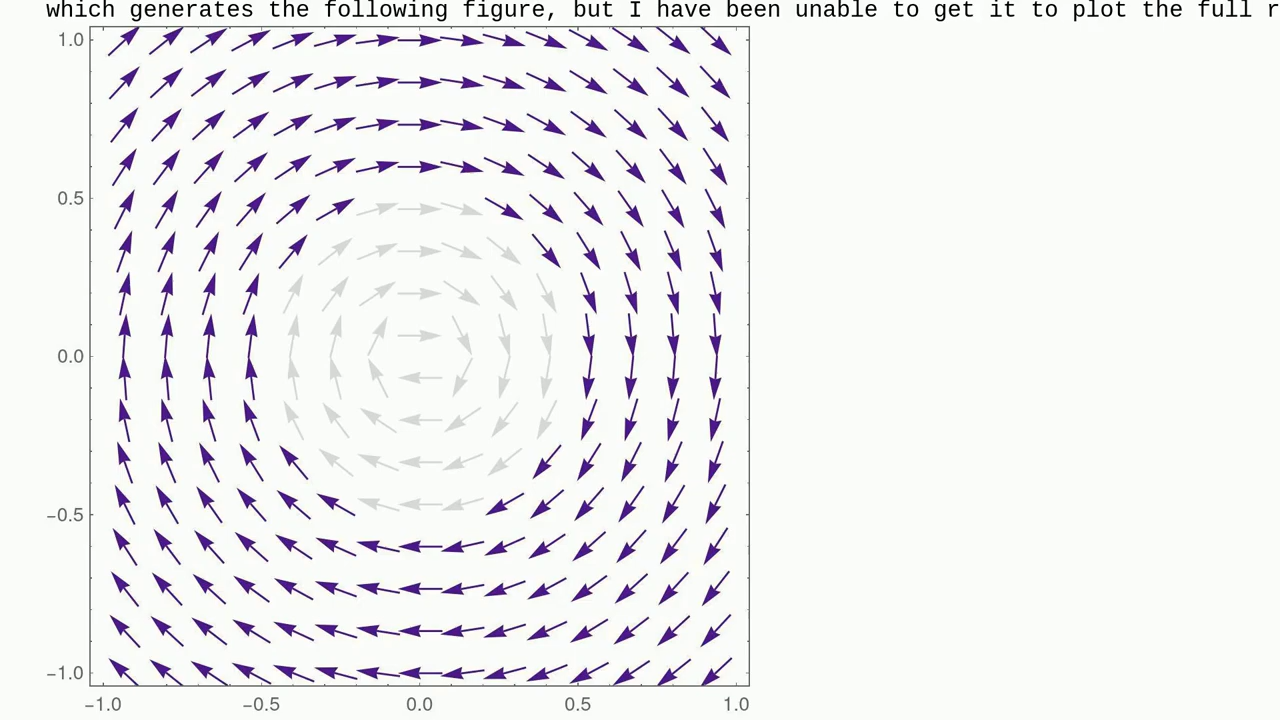 which generates the following figure, but I have been unable to get it to plot the full r
1.0
0.5
0.0
−0.5
−1.0
−1.0 −0.5 0.0 0.5 1.0